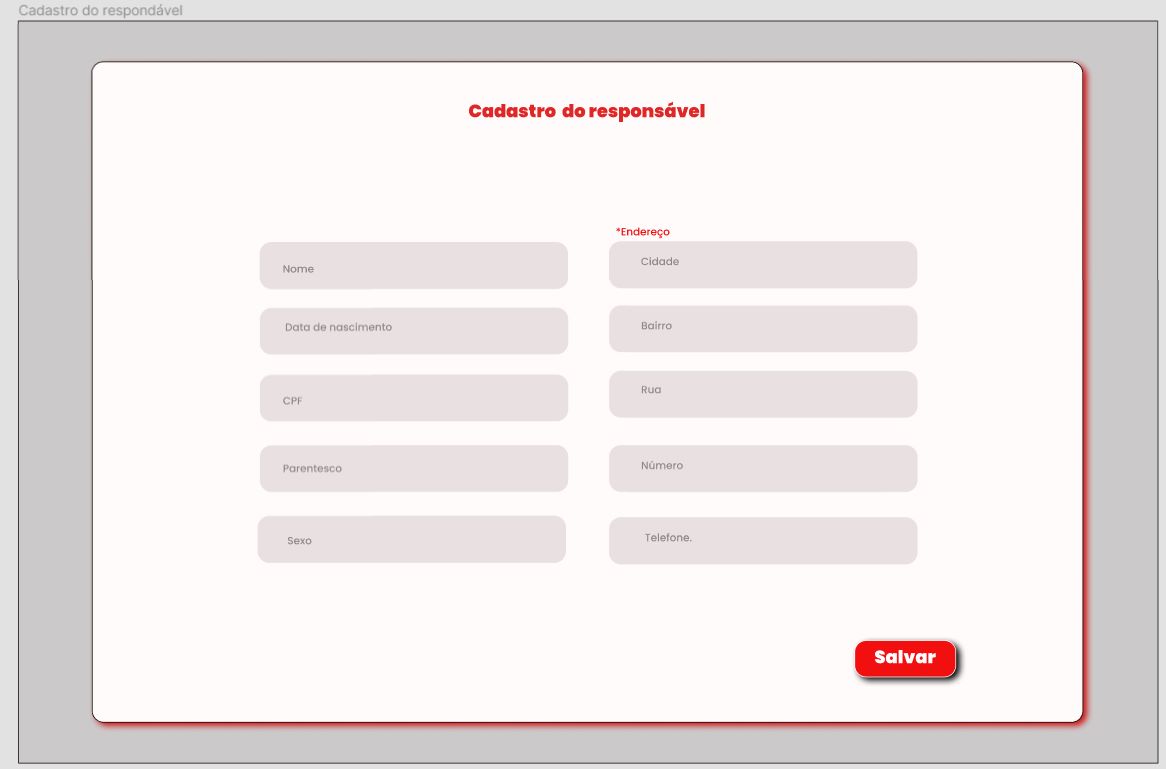 Cadastro do respondável
Cadastro do responsável
Nome
Data de nascimento
CPF
Parentesco
Sexo
*Endereço
Cidade
Bairro
Rua
Número
Telefone.
Salvar